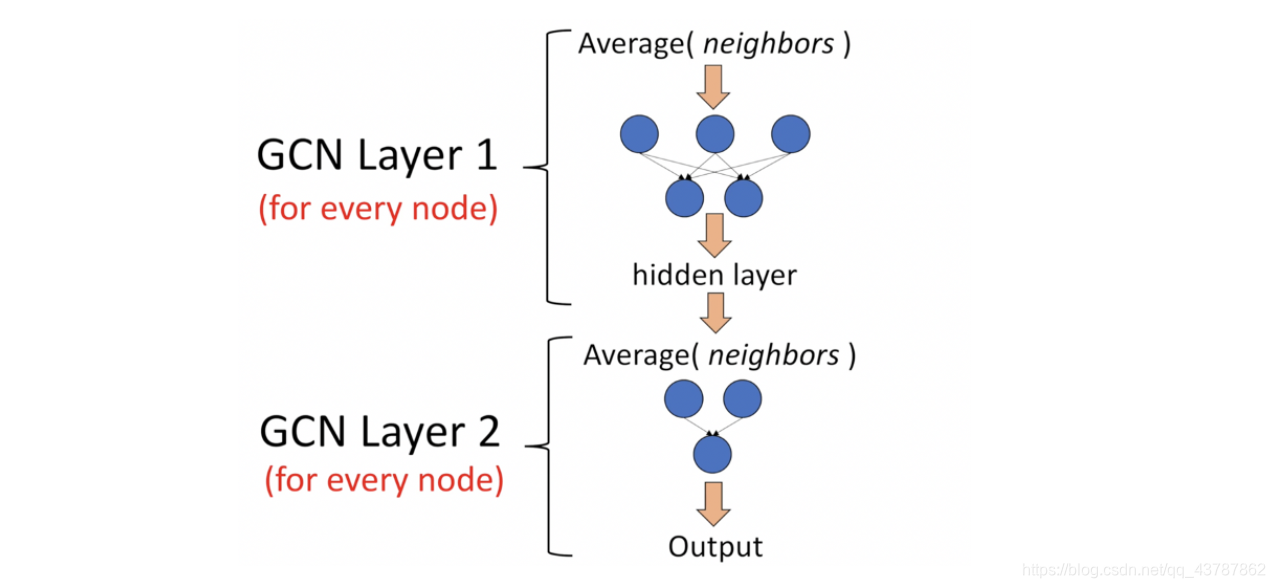 Average( neighbors )
GCN Layer 1
(for every node)
hidden layer
Average( neighbors )
GCN Layer 2
(for every node)
Output
https://blog.csdn.net/qq_43787862